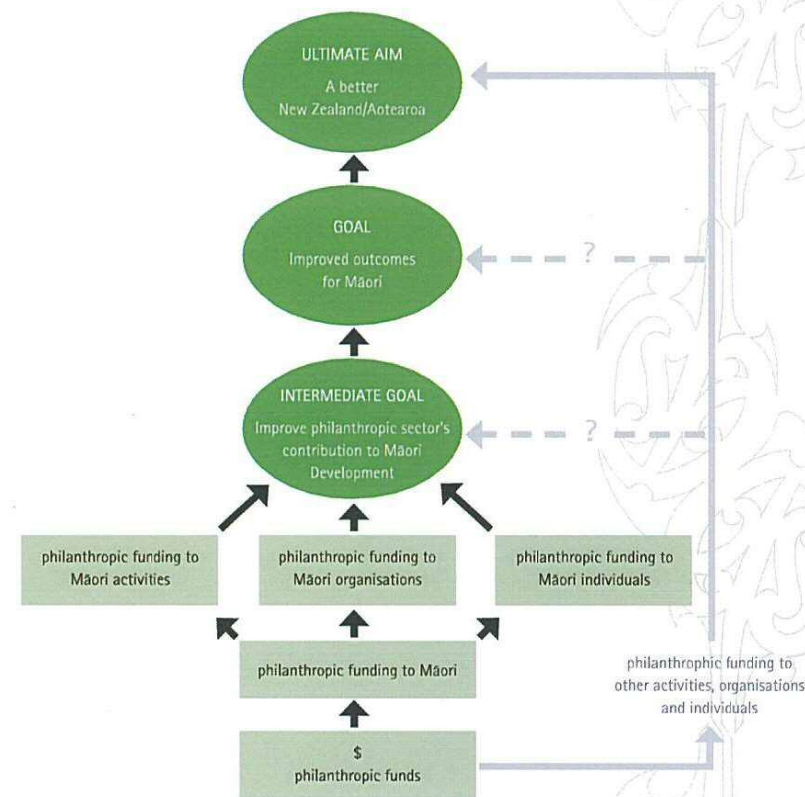 ULTIMATE AIM
A better
New Zealand/Aotearoa
GOAL
Improved outcomes
for Māori
?
INTERMEDIATE GOAL
Improve philanthropic sector's
contribution to Māori
Development
?
philanthropic funding to
Māori activities
philanthropic funding to
Māori organisations
philanthropic funding to
Māori individuals
philanthropic funding to Māori
philanthrophic funding to
other activities, organisations
and individuals
$
philanthropic funds